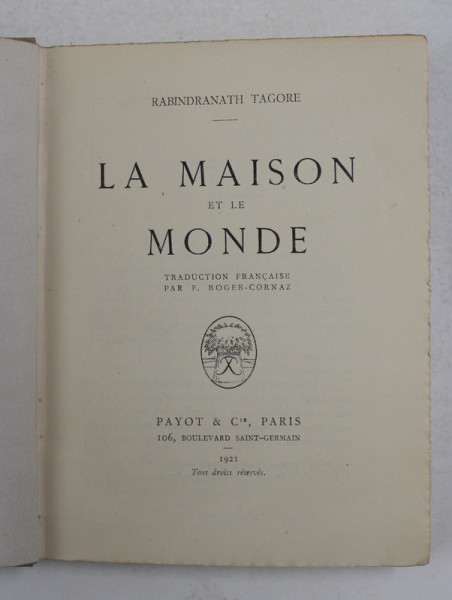 RABINDRANATH TAGORE
LA MAISON
ET LE
MONDE
TRADUCTION FRANÇAISE
PAR F. ROGER-CORNAZ
PAYOT & Cie, PARIS
106, BOULEVARD SAINT-GERMAIN
1921
Tous droits réservés.